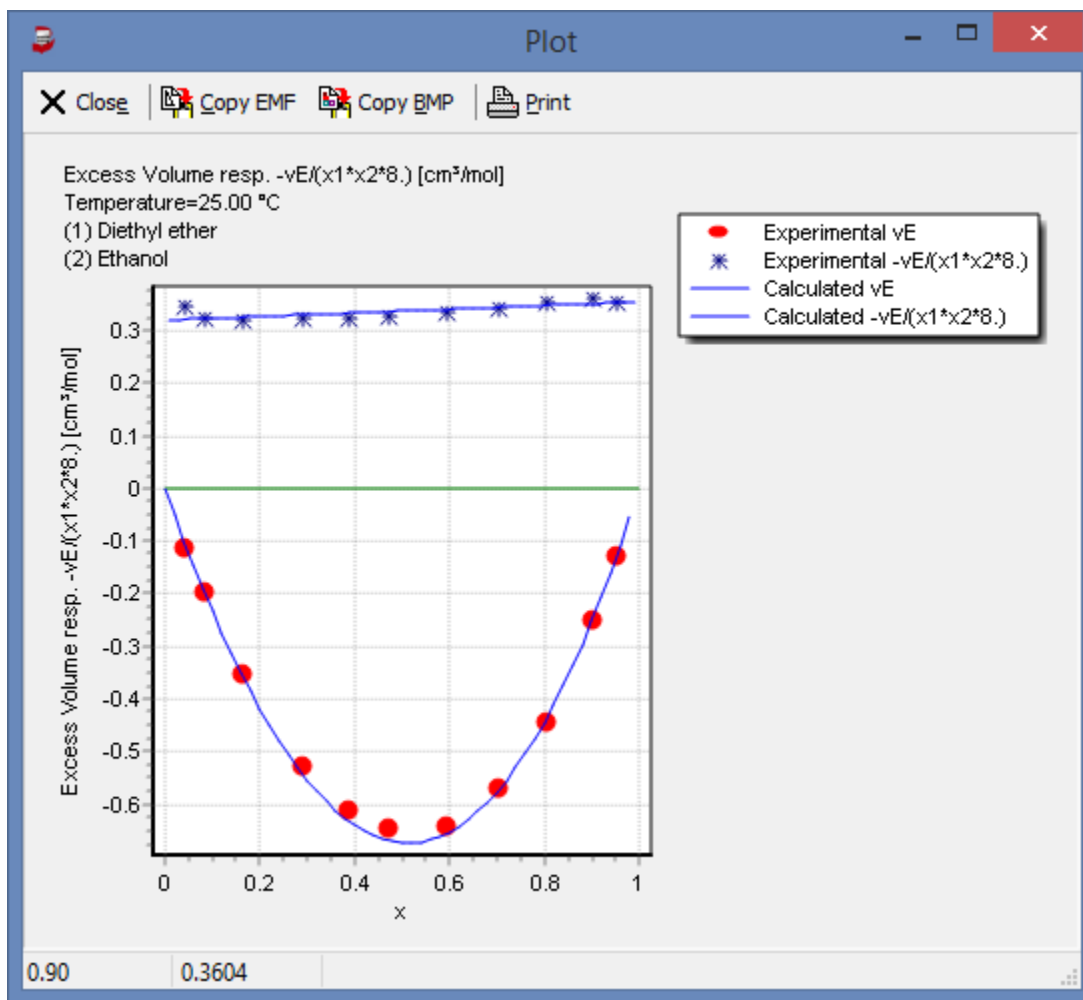 Plot
Close Copy EMF Copy BMP Print
Excess Volume resp. -vE/(x1*x2*8.) [cm³/mol]
Temperature=25.00 °C
(1) Diethyl ether
(2) Ethanol
Experimental vE
Experimental -vE/(x1*x2*8.)
Calculated vE
Calculated -vE/(x1*x2*8.)
Excess Volume resp. -vE/(x1*x2*8.) [cm³/mol]
0.3
0.2
0.1
0
-0.1
-0.2
-0.3
-0.4
-0.5
-0.6
0 0.2 0.4 0.6 0.8 1
x
0.90 0.3604